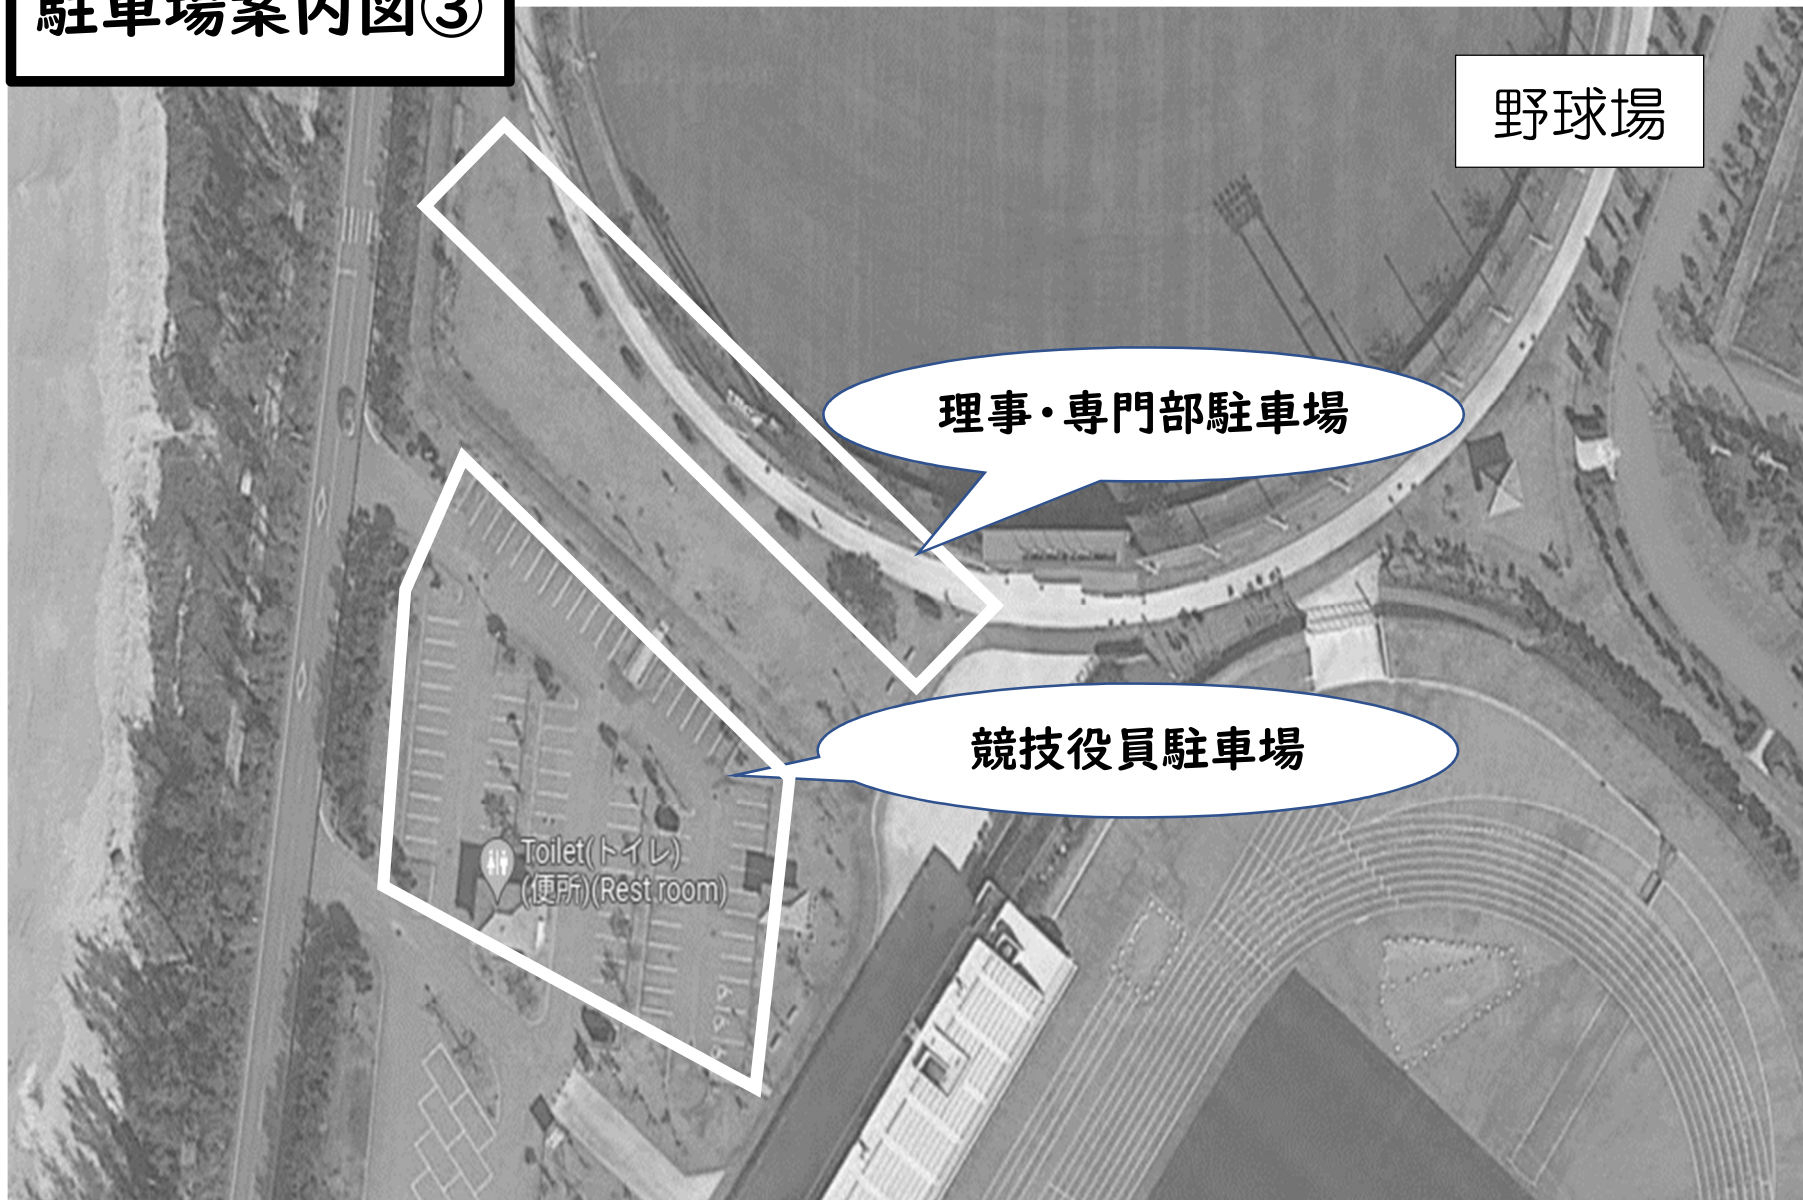 駐車場案内図③
野球場
理事・専門部駐車場
競技役員駐車場
Toilet(トイレ)
(便所)(Rest room)